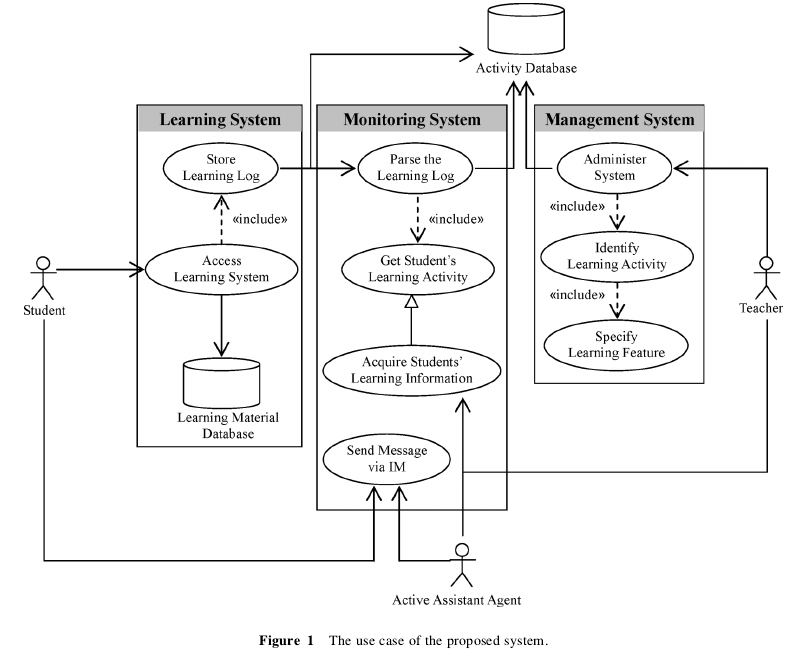 Activity Database
Learning System
Monitoring System
Management System
Store
Learning Log
Parse the
Learning Log
Administer
System
«include»
«include»
«include»
Access
Learning System
Get Student's
Learning Activity
Identify
Learning Activity
«include»
Student
Teacher
Specify
Learning Feature
Acquire Students'
Learning Information
Learning Material
Database
Send Message
via IM
Active Assistant Agent
Figure 1 The use case of the proposed system.